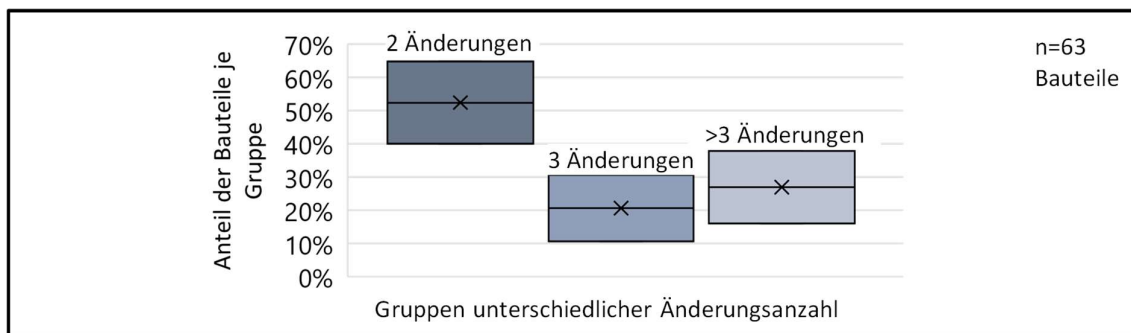 2 Änderungen
n=63
Bauteile
Anteil der Bauteile je
Gruppe
70%
60%
50%
40%
30%
20%
10%
0%
>3 Änderungen
3 Änderungen
Gruppen unterschiedlicher Änderungsanzahl